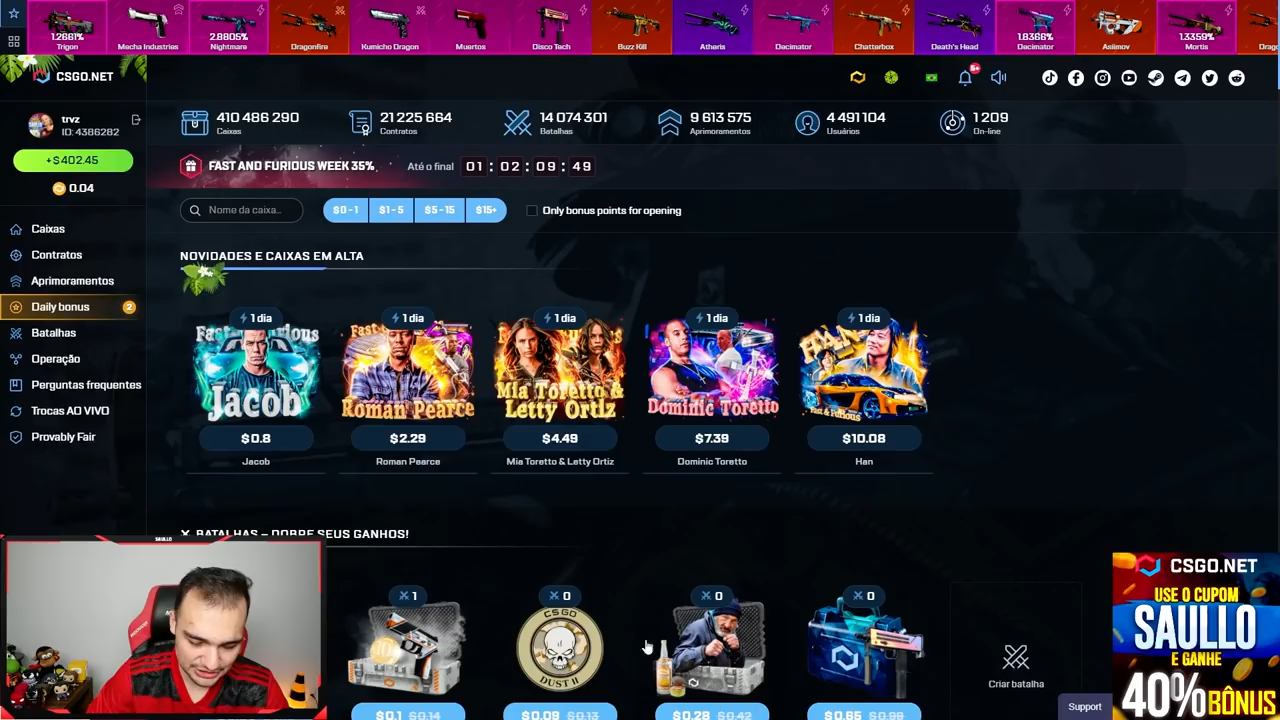 1.2661% 2.8805% 1.8366% 1.3359%
Trigon Mecha Industries Nightmare Dragonfire Kumicho Dragon Muertos Disco Tech Buzz Kill Atheris Decimator Chatterbox Death's Head Decimator Asiimov Mortis
CSGO.NET
5+
trvz
ID: 4386282
+$402.45
0.04
Caixas
Contratos
Aprimoramentos
Daily bonus 2
Batalhas
Operação
Perguntas frequentes
Trocas AO VIVO
Provably Fair
410 486 290 21 225 664 14 074 301 9 613 575 4 491 104 1 209
Caixas Contratos Batalhas Aprimoramentos Usuários On-line
FAST AND FURIOUS WEEK 35% Até o final 01 : 02 : 09 : 49
Nome da caixa... $0 - 1 $1 - 5 $5 - 15 $15+ Only bonus points for opening
NOVIDADES E CAIXAS EM ALTA
1 dia 1 dia 1 dia 1 dia 1 dia
Jacob Roman Pearce Mia Toretto & Letty Ortiz Dominic Toretto HAN Fast & Furious
$0.8 $2.29 $4.49 $7.39 $10.08
Jacob Roman Pearce Mia Toretto & Letty Ortiz Dominic Toretto Han
BATALHAS – DOBRE SEUS GANHOS!
SAULLO
1 0 0 0
CS GO
DUST II
Criar batalha
$0.1 $0.14 $0.09 $0.13 $0.28 $0.42 $0.65 $0.99
CSGO.NET
USE O CUPOM
SAULLO
E GANHE
40% BÔNUS
Support